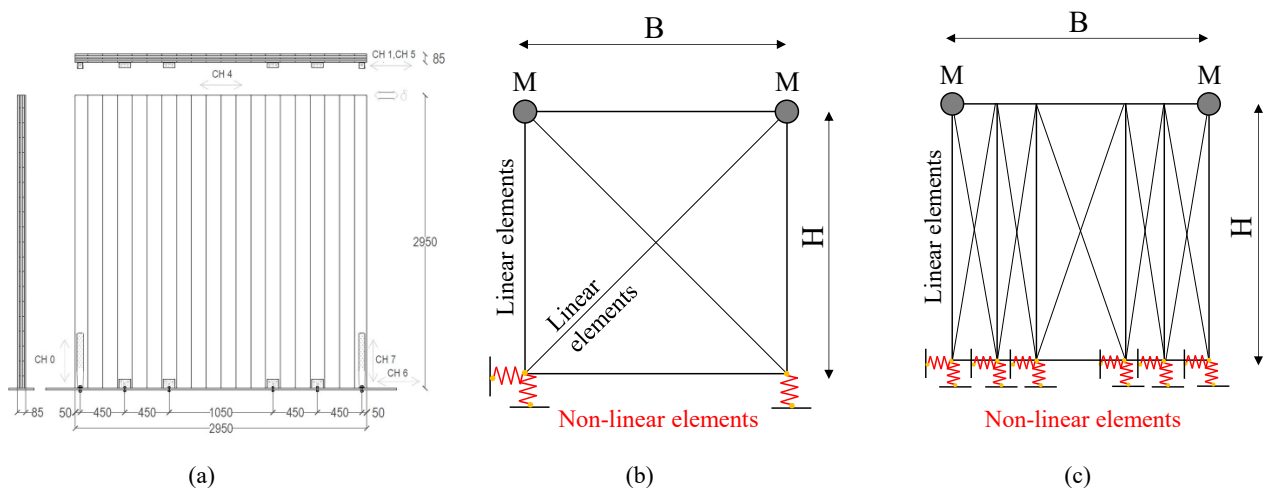 CH 1,CH 5
85
CH 4
δ
2950
CH 0
CH 7
CH 6
85 50 450 450 1050 450 450 50
2950
(a)
B
M M
Linear elements
Linear
elements
H
Non-linear elements
(b)
B
M M
Linear elements
H
Non-linear elements
(c)